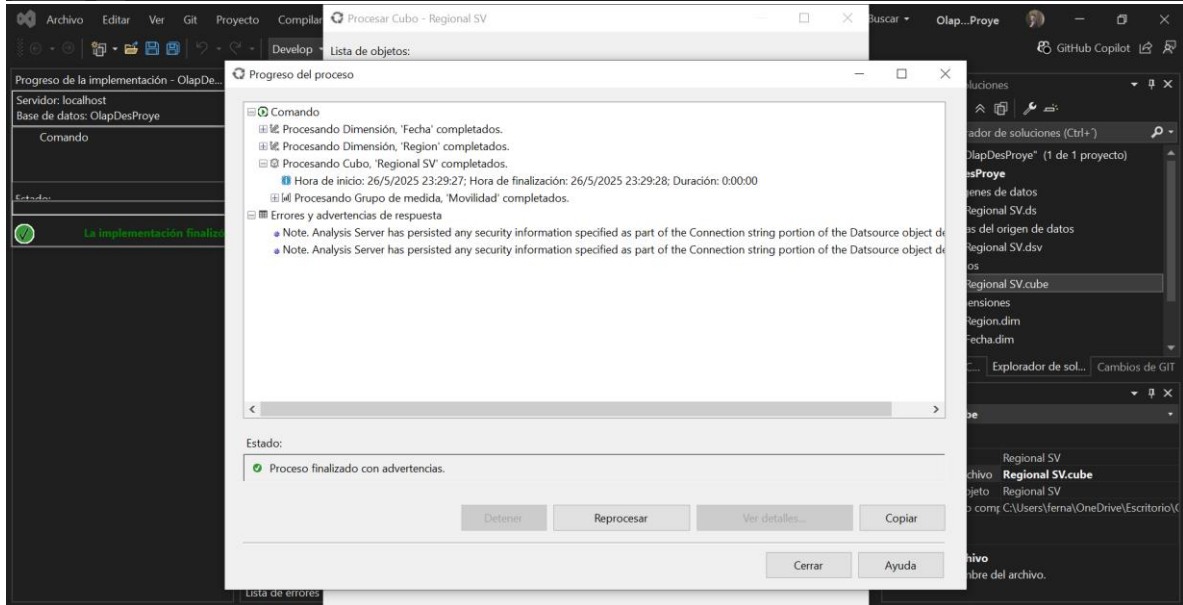 Archivo Editar Ver Git Proyecto Compilar
Procesar Cubo - Regional SV
Buscar
Olap...Proye
Develop
Lista de objetos:
GitHub Copilot
Progreso de la implementación - OlapDe...
Servidor: localhost
Base de datos: OlapDesProye
Comando
Estado:
La implementación finalizó
Progreso del proceso
Comando
Procesando Dimensión, 'Fecha' completados.
Procesando Dimensión, 'Region' completados.
Procesando Cubo, 'Regional SV' completados.
Hora de inicio: 26/5/2025 23:29:27; Hora de finalización: 26/5/2025 23:29:28; Duración: 0:00:00
Procesando Grupo de medida, 'Movilidad' completados.
Errores y advertencias de respuesta
Note. Analysis Server has persisted any security information specified as part of the Connection string portion of the Datsource object de
Note. Analysis Server has persisted any security information specified as part of the Connection string portion of the Datsource object de
Estado:
Proceso finalizado con advertencias.
Detener Reprocesar Ver detalles... Copiar
Cerrar Ayuda
Lista de errores
oluciones
rador de soluciones (Ctrl+´)
OlapDesProye" (1 de 1 proyecto)
esProye
genes de datos
Regional SV.ds
as del origen de datos
Regional SV.dsv
os
Regional SV.cube
ensiones
Region.dim
Fecha.dim
C... Explorador de sol... Cambios de GIT
be
Regional SV
chivo Regional SV.cube
bjeto Regional SV
o comp C:\Users\ferna\OneDrive\Escritorio\
hivo
mbre del archivo.